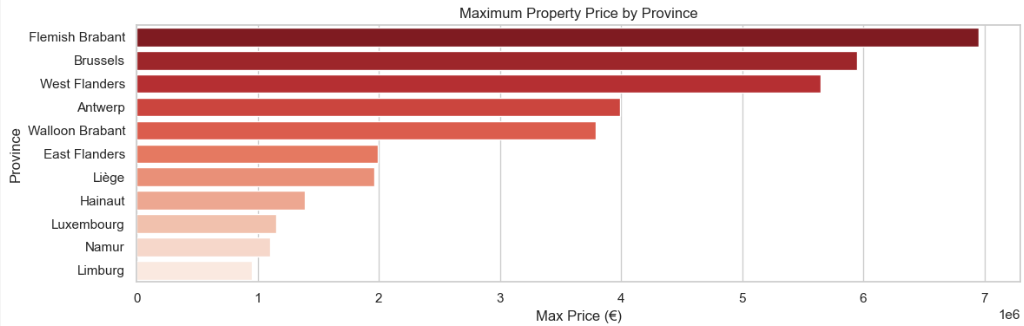 Maximum Property Price by Province
Province
Flemish Brabant
Brussels
West Flanders
Antwerp
Walloon Brabant
East Flanders
Liège
Hainaut
Luxembourg
Namur
Limburg
0 1 2 3 4 5 6 7
1e6
Max Price (€)